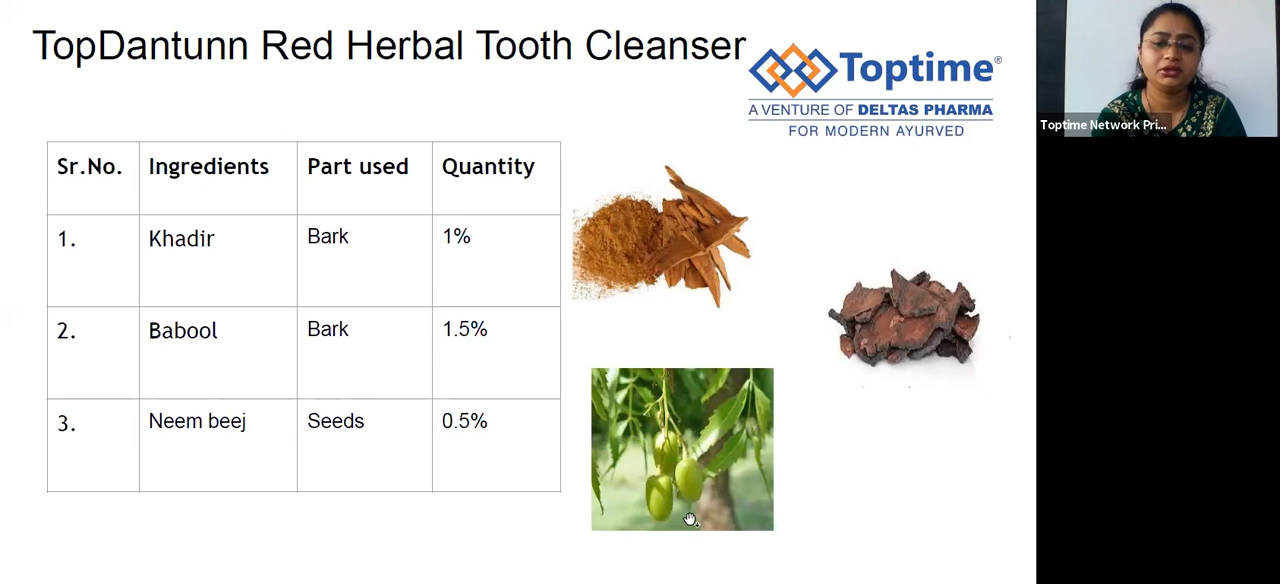 TopDantunn Red Herbal Tooth Cleanser
Toptime®
A VENTURE OF DELTAS PHARMA
FOR MODERN AYURVED
Toptime Network Pri...
Sr.No. Ingredients Part used Quantity
1. Khadir Bark 1%
2. Babool Bark 1.5%
3. Neem beej Seeds 0.5%